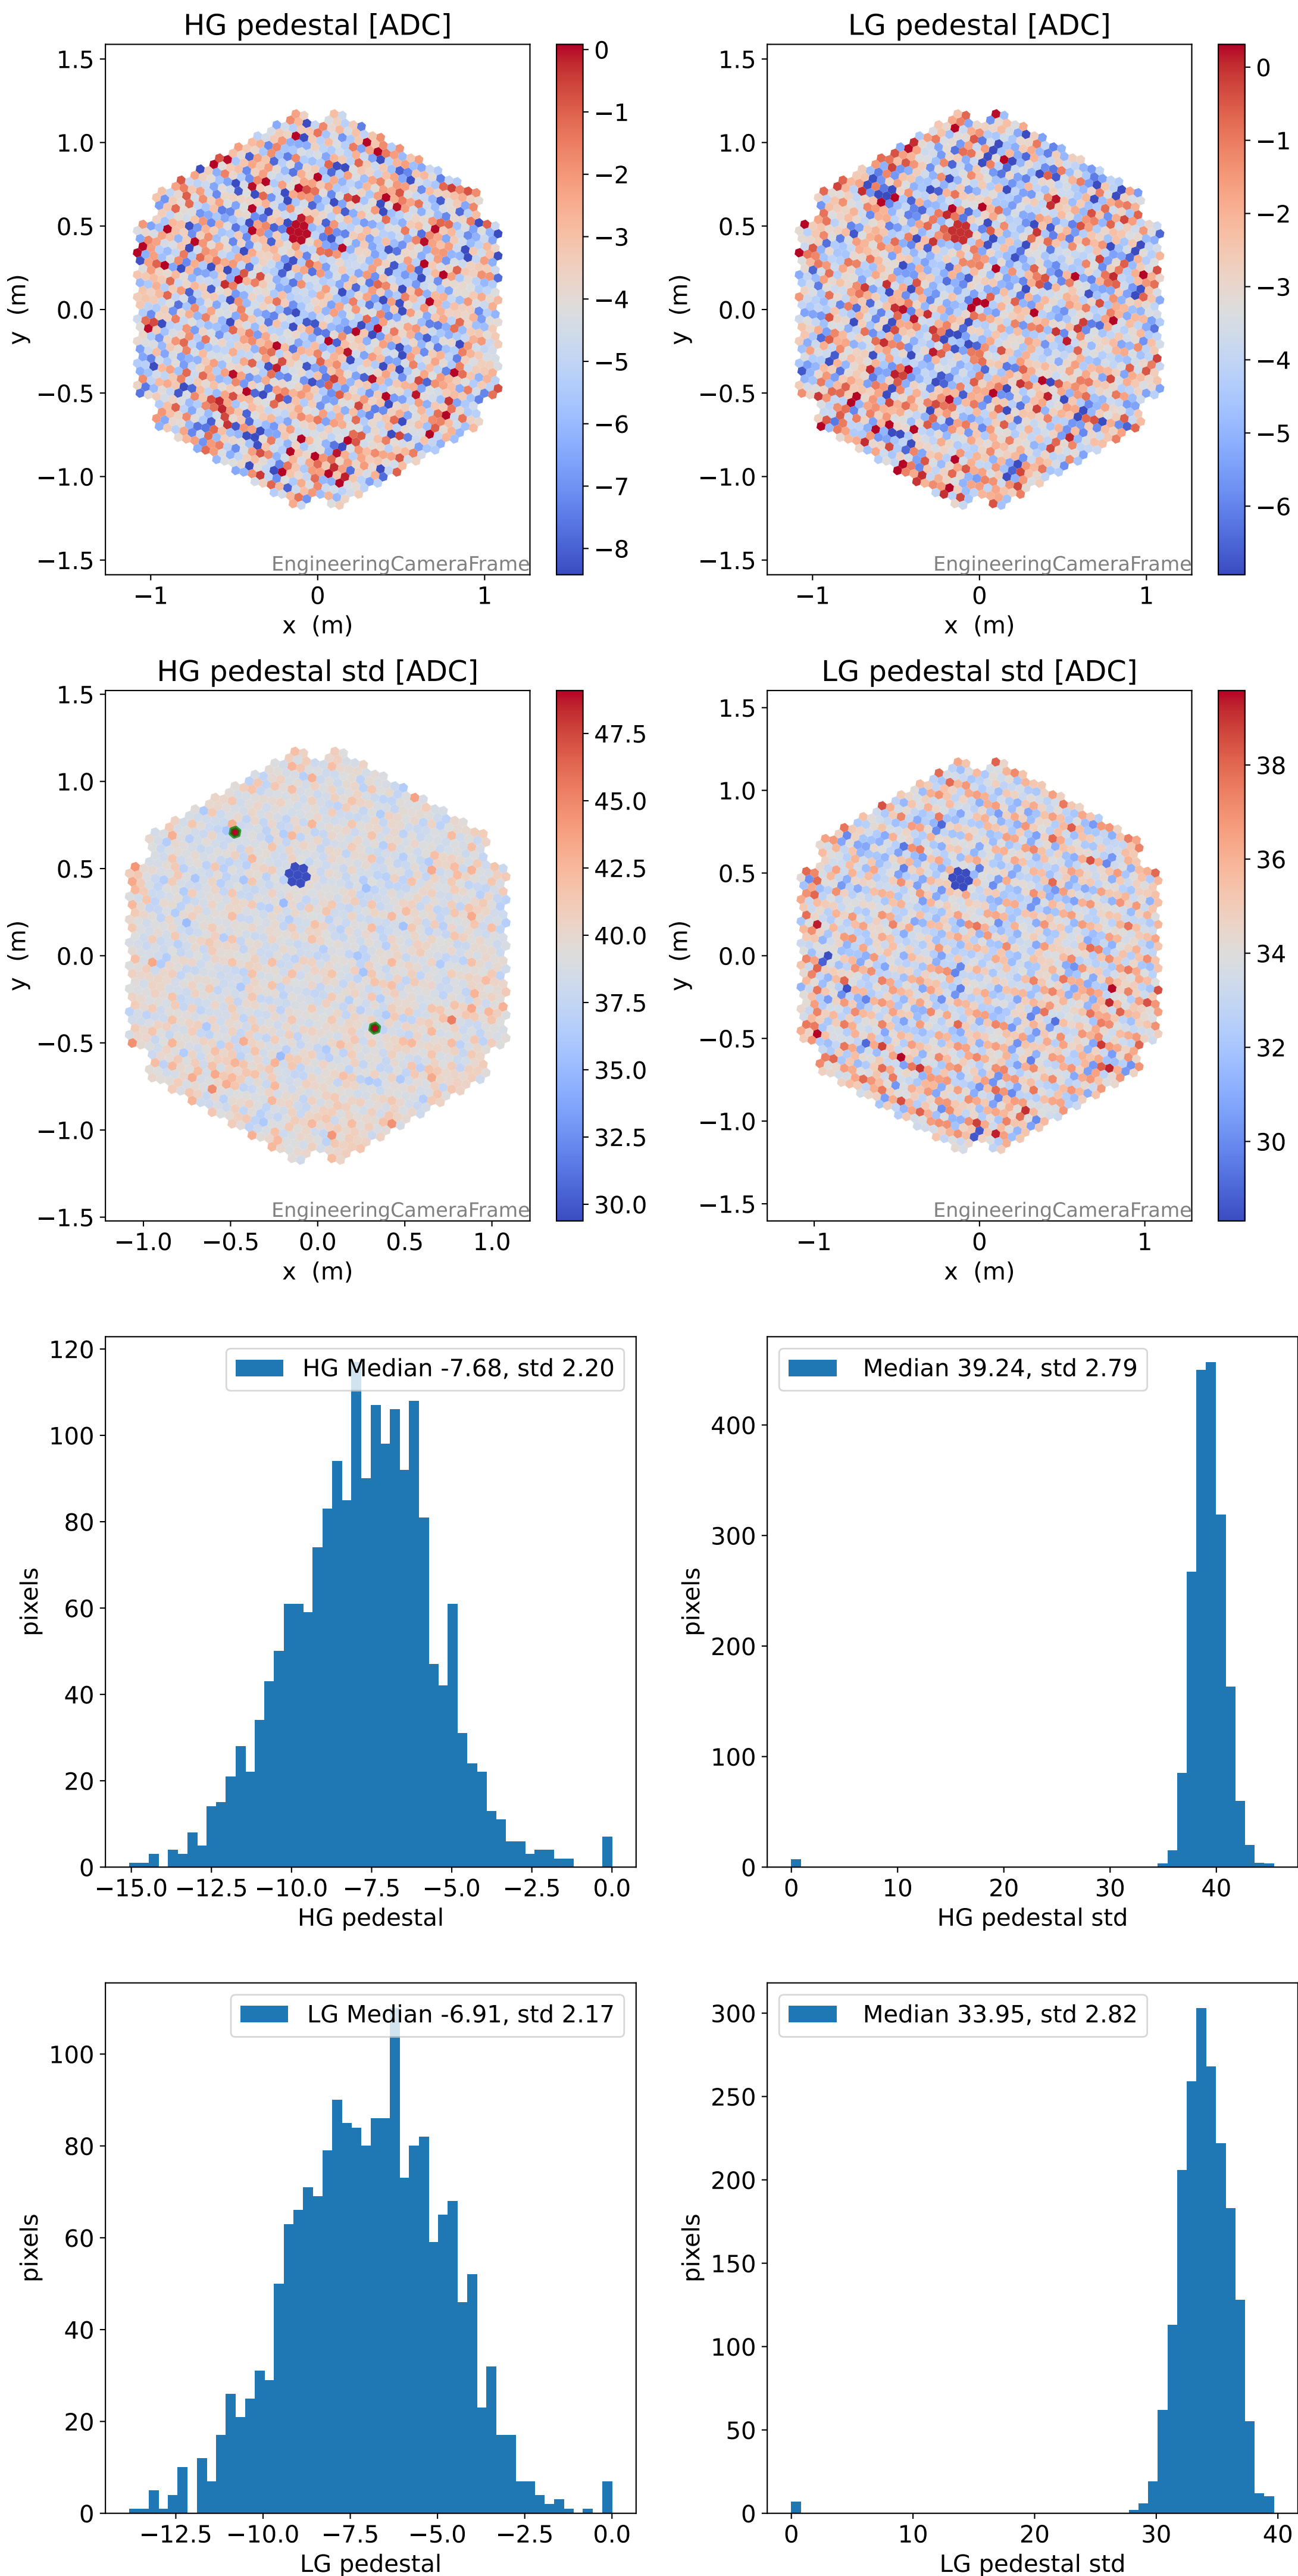 HG pedestal [ADC]
LG pedestal [ADC]
1.5
1.0
0.5
0.0
−0.5
−1.0
−1.5
y (m)
−1
0
1
x (m)
EngineeringCameraFrame
0
−1
−2
−3
−4
−5
−6
−7
−8
1.5
1.0
0.5
0.0
−0.5
−1.0
−1.5
y (m)
−1
0
1
x (m)
EngineeringCameraFrame
0
−1
−2
−3
−4
−5
−6
HG pedestal std [ADC]
LG pedestal std [ADC]
1.5
1.0
0.5
0.0
−0.5
−1.0
−1.5
y (m)
−1.0 −0.5 0.0 0.5 1.0
x (m)
EngineeringCameraFrame
47.5
45.0
42.5
40.0
37.5
35.0
32.5
30.0
1.5
1.0
0.5
0.0
−0.5
−1.0
−1.5
y (m)
−1 0 1
x (m)
EngineeringCameraFrame
38
36
34
32
30
HG Median -7.68, std 2.20
120
100
80
60
40
20
0
pixels
−15.0 −12.5 −10.0 −7.5 −5.0 −2.5 0.0
HG pedestal
Median 39.24, std 2.79
400
300
200
100
0
pixels
0 10 20 30 40
HG pedestal std
LG Median -6.91, std 2.17
100
80
60
40
20
0
pixels
−12.5 −10.0 −7.5 −5.0 −2.5 0.0
LG pedestal
Median 33.95, std 2.82
300
250
200
150
100
50
0
pixels
0 10 20 30 40
LG pedestal std